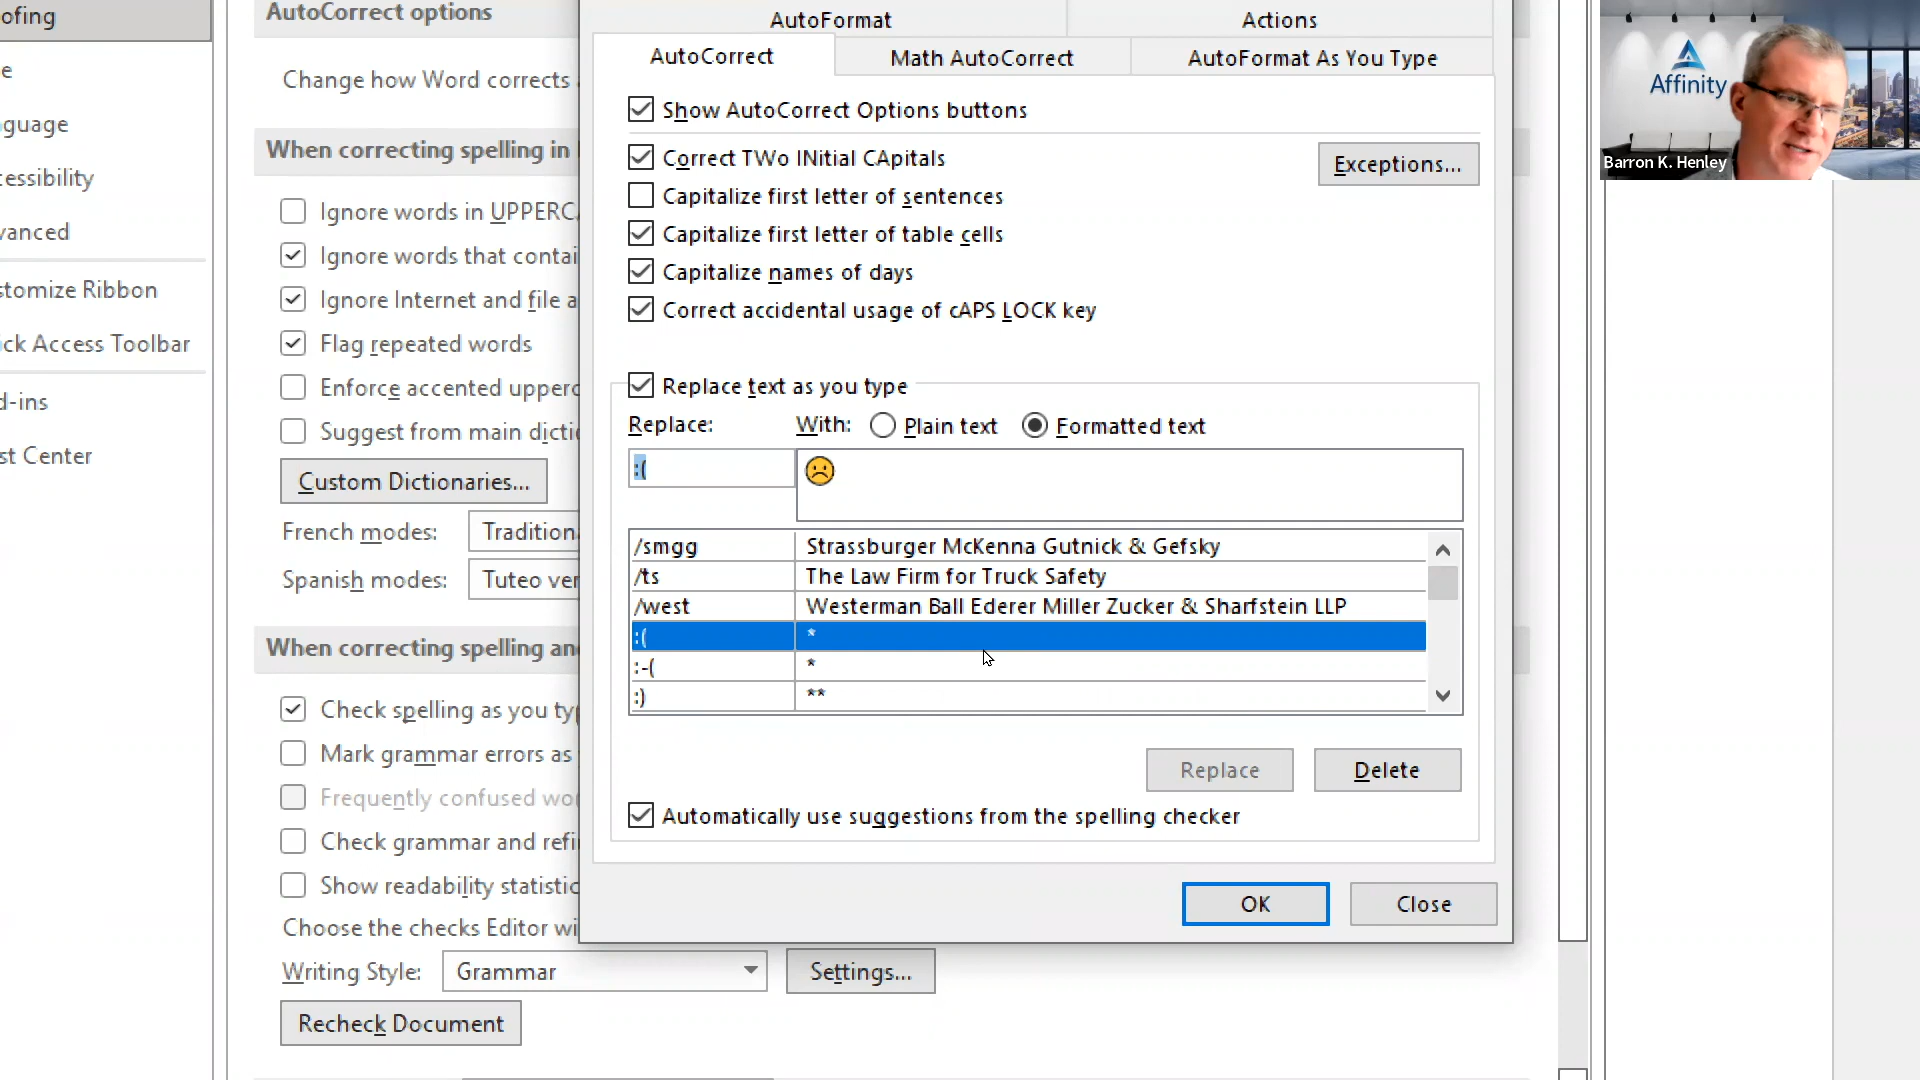 ofing
e
nguage
cessibility
vanced
stomize Ribbon
ick Access Toolbar
d-ins
st Center
AutoCorrect options
Change how Word corrects
When correcting spelling in
Ignore words in UPPERC
Ignore words that contai
Ignore Internet and file a
Flag repeated words
Enforce accented upperc
Suggest from main dictio
Custom Dictionaries...
French modes: Tradition
Spanish modes: Tuteo ver
When correcting spelling an
Check spelling as you typ
Mark grammar errors as
Frequently confused wo
Check grammar and refi
Show readability statistic
Choose the checks Editor wi
Writing Style: Grammar Settings...
Recheck Document
AutoFormat Actions
AutoCorrect Math AutoCorrect AutoFormat As You Type
Show AutoCorrect Options buttons
Correct TWo INitial CApitals Exceptions...
Capitalize first letter of sentences
Capitalize first letter of table cells
Capitalize names of days
Correct accidental usage of cAPS LOCK key
Replace text as you type
Replace: With: Plain text Formatted text
:(
/smgg Strassburger McKenna Gutnick & Gefsky
/ts The Law Firm for Truck Safety
/west Westerman Ball Ederer Miller Zucker & Sharfstein LLP
:( *
:-( *
:) **
Replace Delete
Automatically use suggestions from the spelling checker
OK Close
Affinity
Barron K. Henley